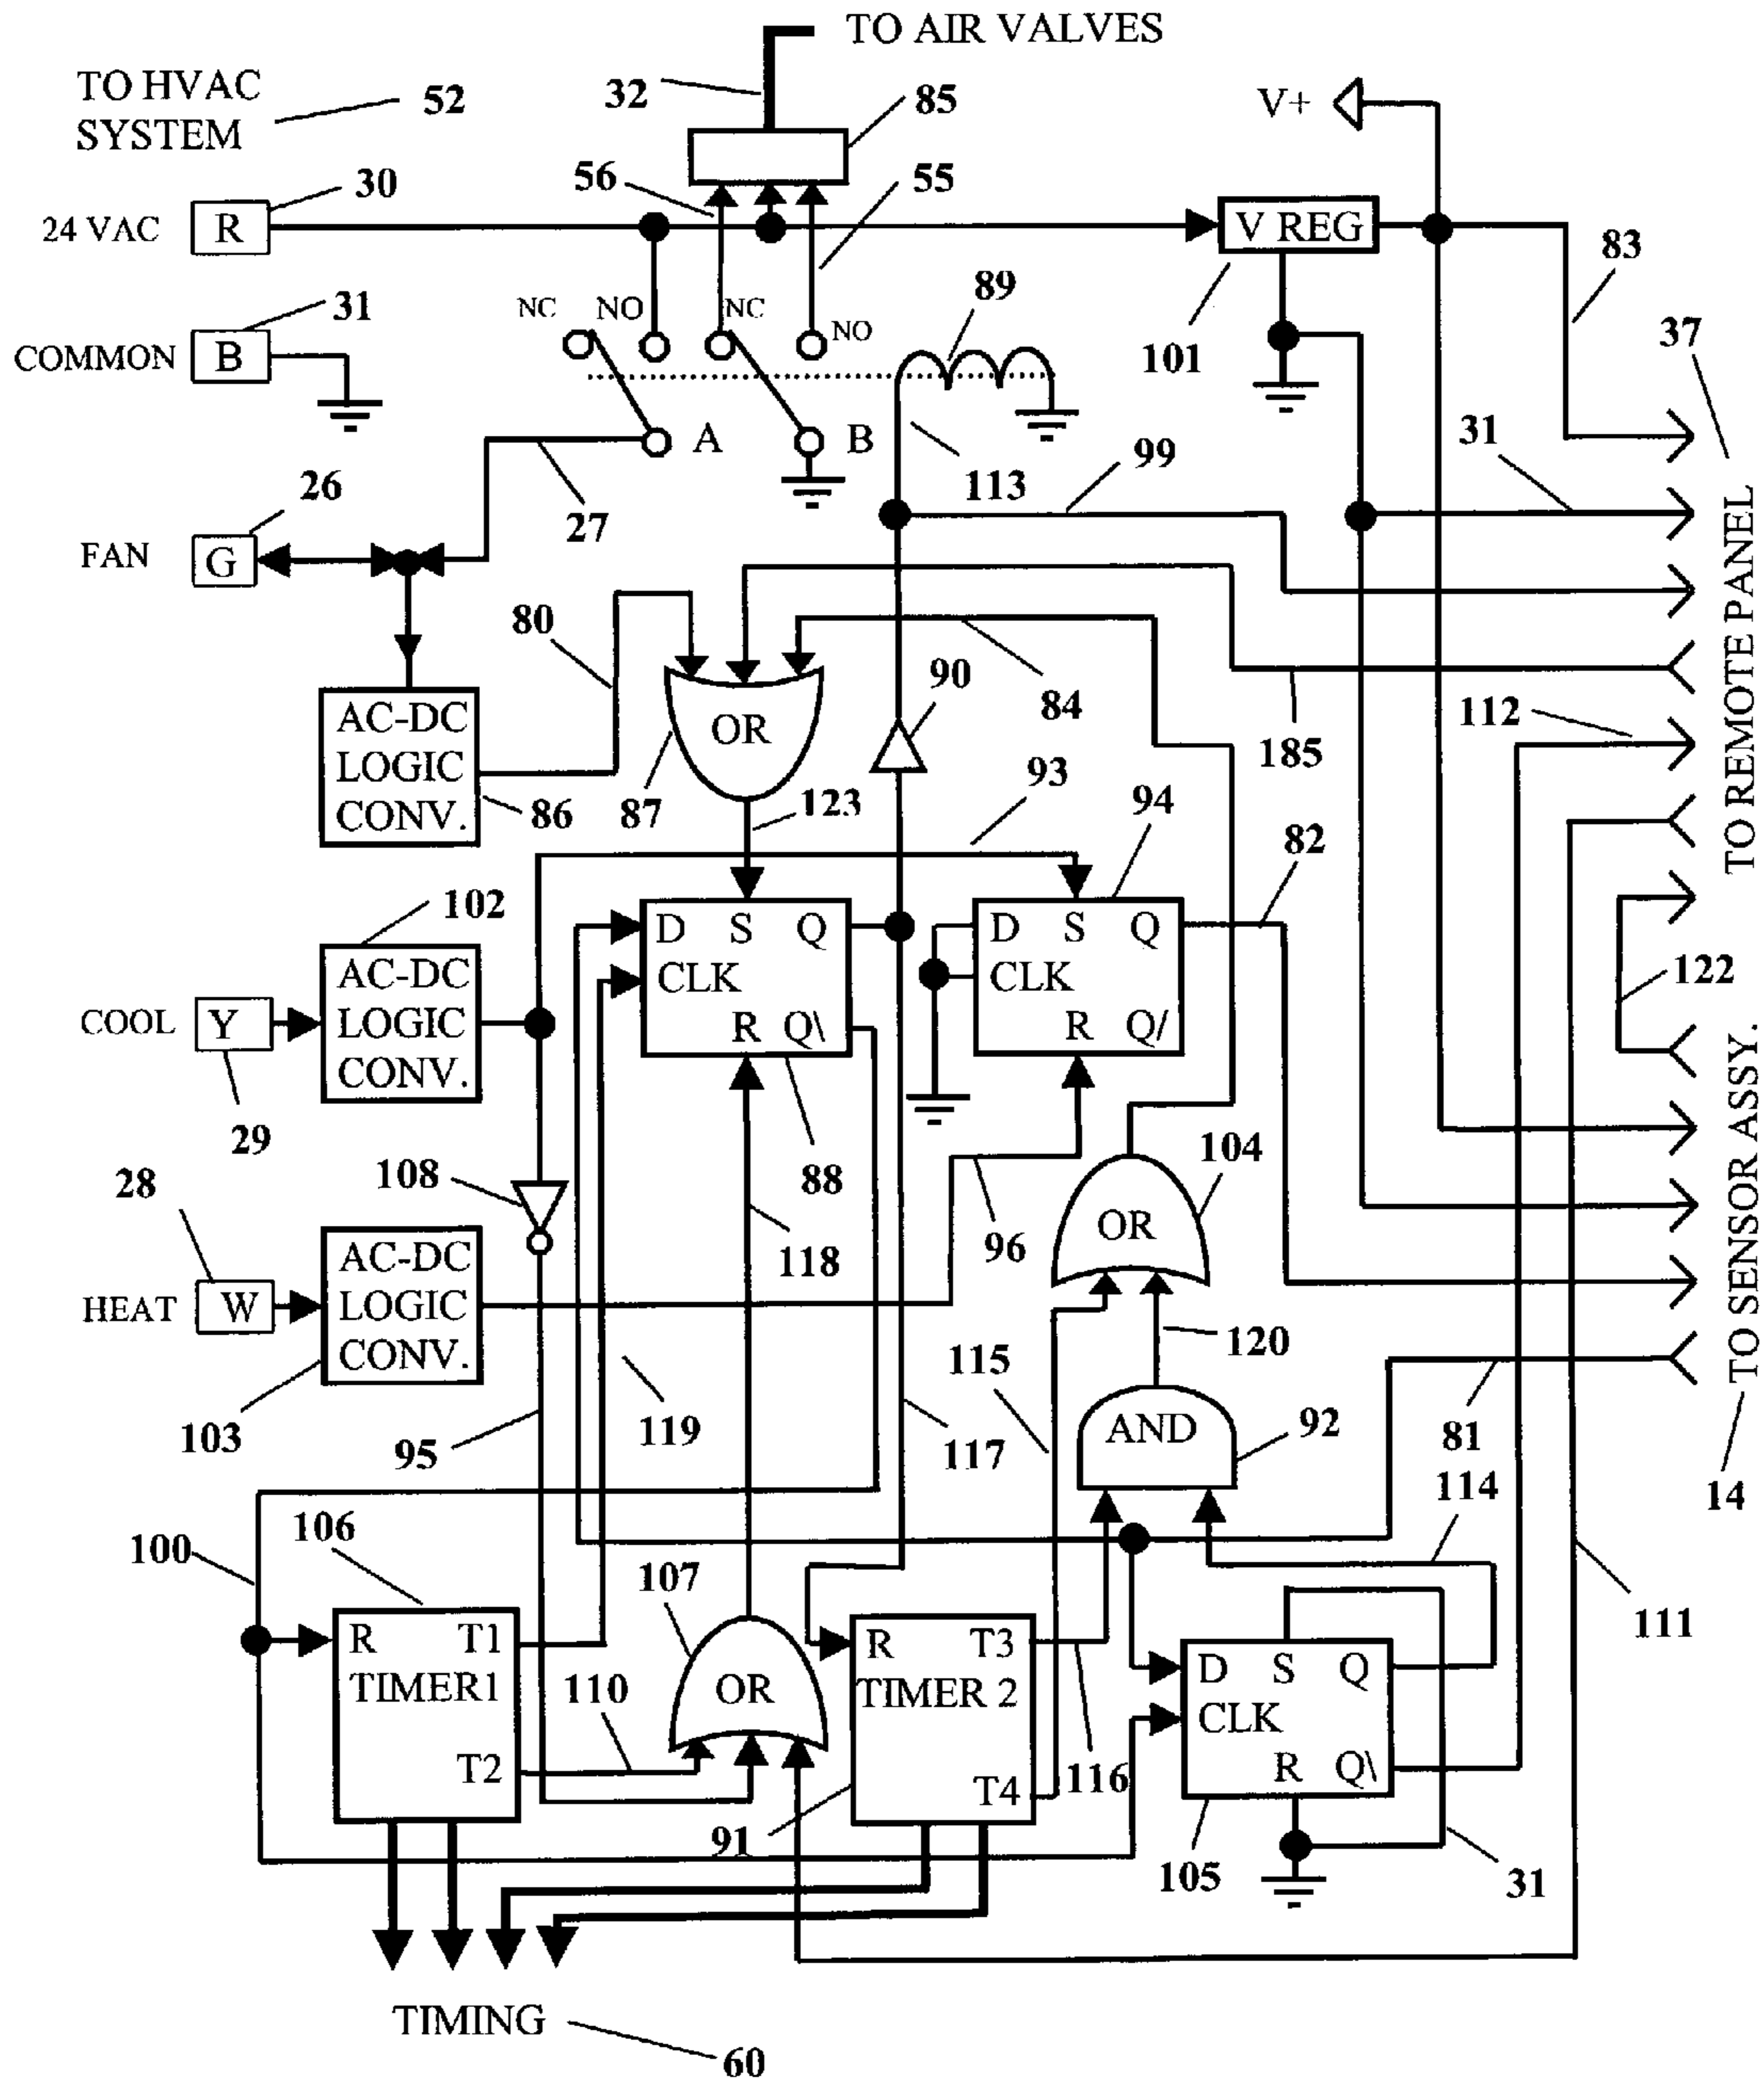 TO AIR VALVES
TO HVAC
SYSTEM
52
32
85
V+
30
56
55
24 VAC
R
V REG
83
31
NC
NO
NC
NO
89
37
COMMON
B
101
A
B
113
99
31
26
27
FAN
G
80
90
84
185
112
TO REMOTE PANEL
AC-DC
LOGIC
CONV.
86
OR
87
123
93
94
82
102
D
S
Q
CLK
R
Q\
D
S
Q
CLK
R
Q/
122
AC-DC
LOGIC
CONV.
COOL
Y
29
108
88
104
28
118
96
OR
TO SENSOR ASSY.
AC-DC
LOGIC
CONV.
HEAT
W
103
120
115
95
119
117
AND
92
81
114
14
100
106
107
111
R
T1
TIMER1
T2
110
OR
R
T3
TIMER 2
T4
116
D
S
Q
CLK
R
Q\
91
105
31
TIMING
60